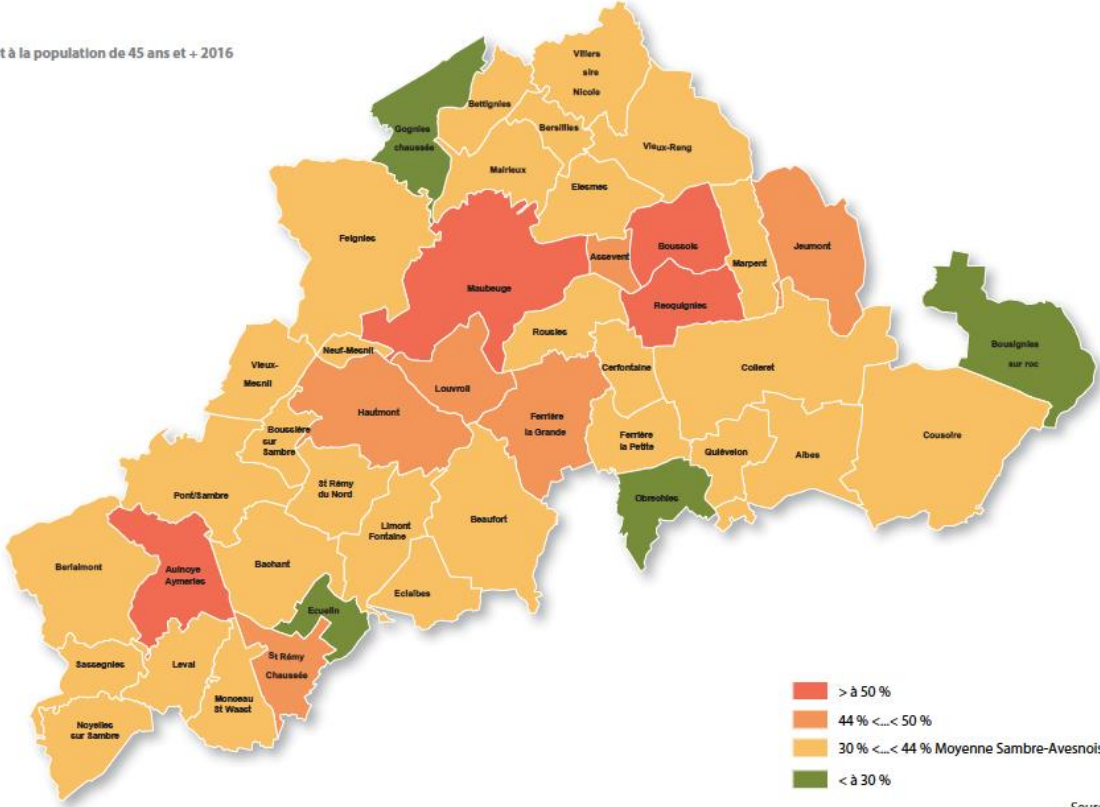 t à la population de 45 ans et + 2016
Villers
sire
Nicole
Bettignies
Gognies
chaussée
Bersillies
Vieux-Reng
Mairieux
Elesmes
Feignies
Boussois
Jeumont
Assevent
Marpent
Maubeuge
Recquignies
Rousies
Bousignies
sur roc
Neuf-Mesnil
Vieux-
Mesnil
Cerfontaine
Colleret
Louvroil
Hautmont
Ferrière
la Grande
Boussière
sur
Sambre
Ferrière
la Petite
Cousolre
Quiévelon
Aibes
St Rémy
du Nord
Pont/Sambre
Obrechies
Beaufort
Limont
Fontaine
Berlaimont
Aulnoye
Aymeries
Bachant
Eclaibes
Ecuelin
St Rémy
Chaussée
Sassegnies
Leval
Monceau
St Waast
Noyelles
sur Sambre
> à 50 %
44 % <...< 50 %
30 % <...< 44 % Moyenne Sambre-Avesnois
< à 30 %
Sourc